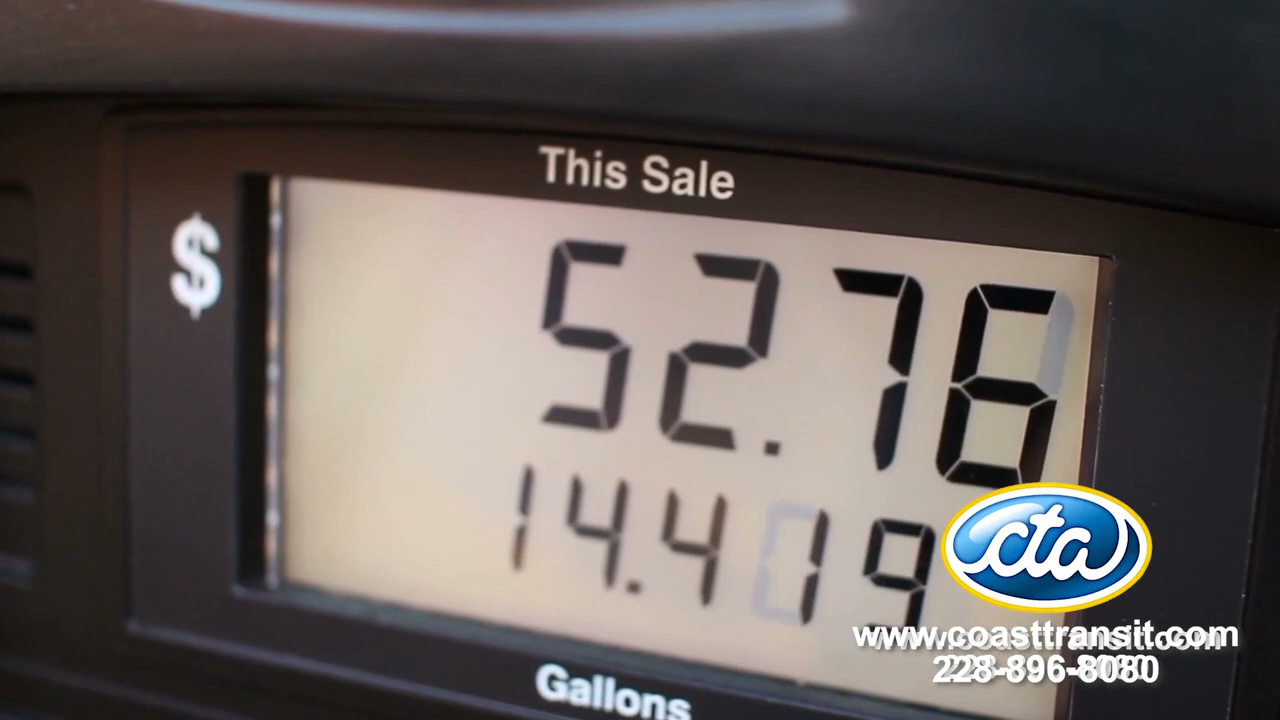 This Sale
$
52.76
14.419
Gallons
cta
www.coasttransit.com
228-896-8080